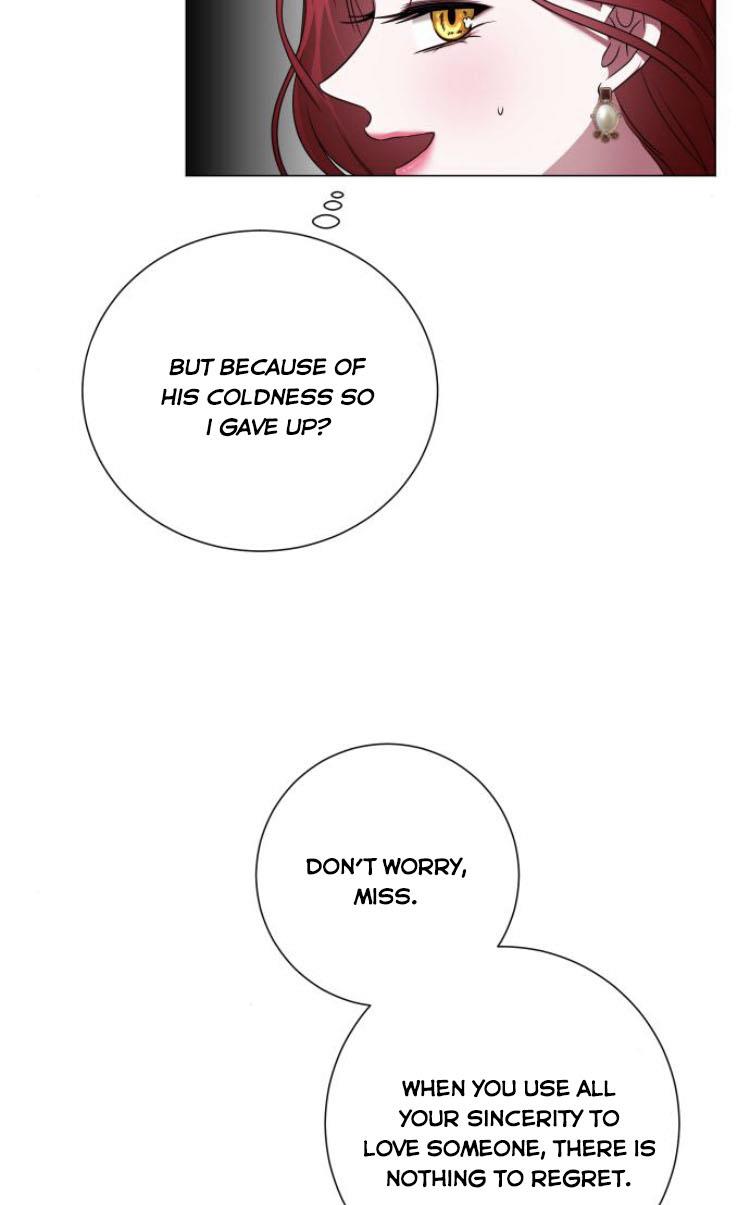 BUT BECAUSE OF
HIS COLDNESS SO
I GAVE UP?
DON'T WORRY,
MISS.
WHEN YOU USE ALL
YOUR SINCERITY TO
LOVE SOMEONE, THERE IS
NOTHING TO REGRET.